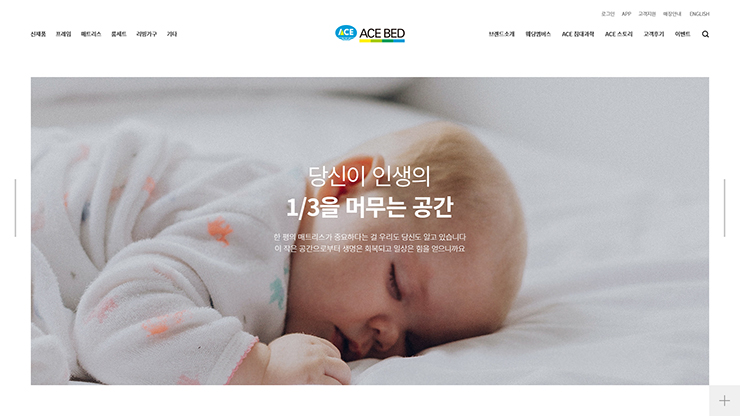 로그인 APP 고객지원 매장안내 ENGLISH
신제품 프레임 매트리스 룸세트 리빙가구 기타
ACE ACE BED
브랜드소개 웨딩멤버스 ACE 침대과학 ACE 스토리 고객후기 이벤트
당신이 인생의
1/3을 머무는 공간
한 평의 매트리스가 중요하다는 걸 우리도 당신도 알고 있습니다
이 작은 공간으로부터 생명은 회복되고 일상은 힘을 얻으니까요